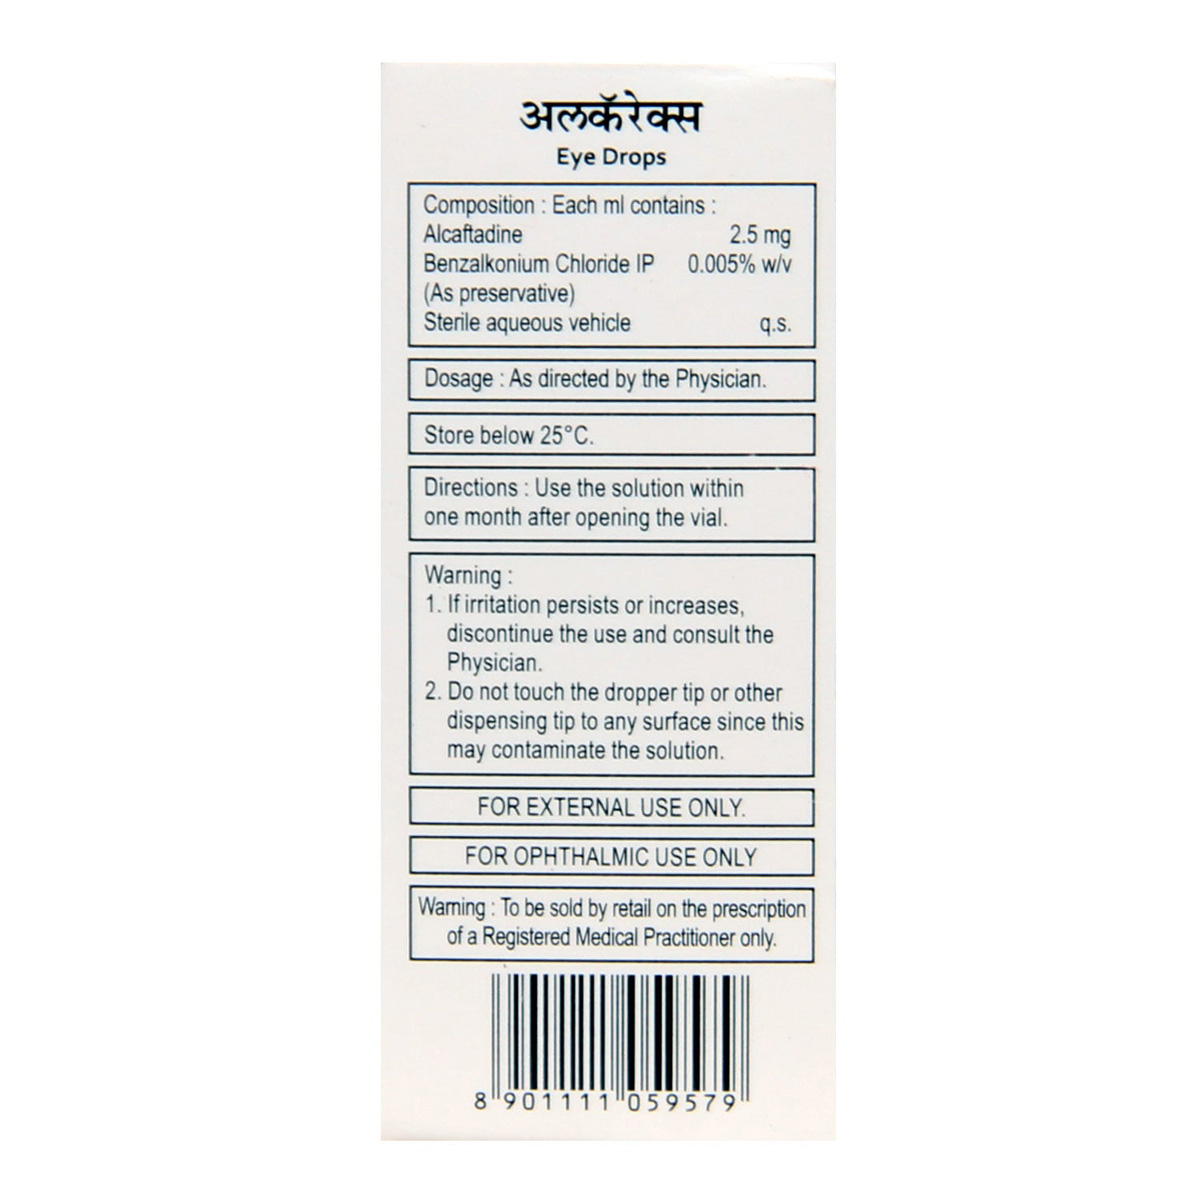 अलकॅरेक्स
Eye Drops
Composition : Each ml contains :
Alcaftadine 2.5 mg
Benzalkonium Chloride IP 0.005% w/v
(As preservative)
Sterile aqueous vehicle q.s.
Dosage : As directed by the Physician.
Store below 25°C.
Directions : Use the solution within
one month after opening the vial.
Warning :
1. If irritation persists or increases,
discontinue the use and consult the
Physician.
2. Do not touch the dropper tip or other
dispensing tip to any surface since this
may contaminate the solution.
FOR EXTERNAL USE ONLY.
FOR OPHTHALMIC USE ONLY
Warning : To be sold by retail on the prescription
of a Registered Medical Practitioner only.
8 901111 059579